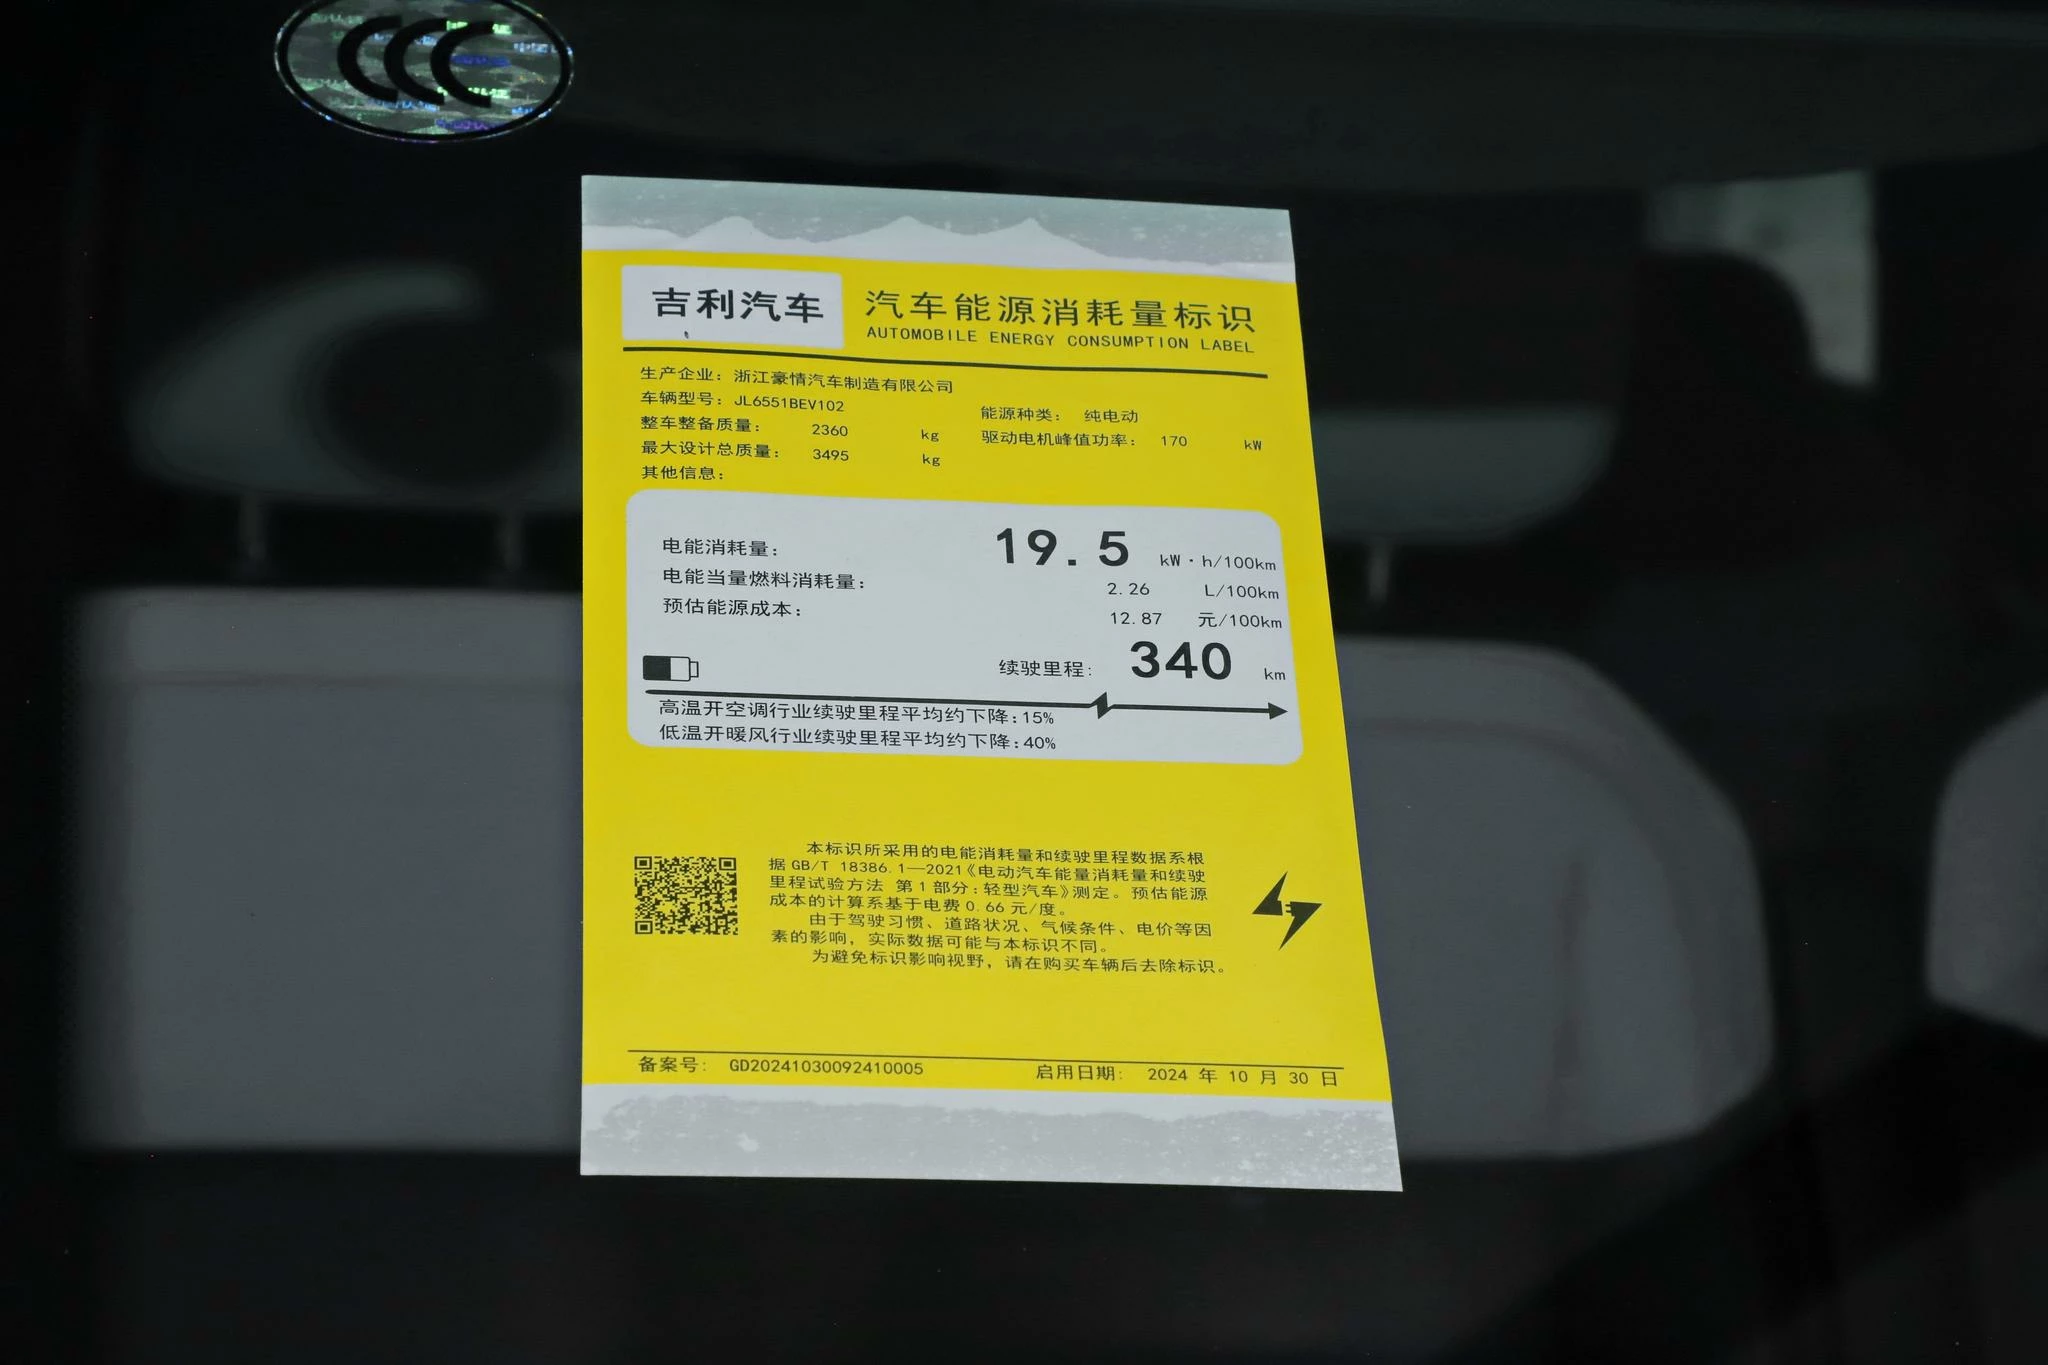 CCC
吉利汽车
汽车能源消耗量标识
AUTOMOBILE ENERGY CONSUMPTION LABEL
生产企业: 浙江豪情汽车制造有限公司
车辆型号: JL6551BEV102
能源种类: 纯电动
整车整备质量: 2360 kg
驱动电机峰值功率: 170 kW
最大设计总质量: 3495 kg
其他信息:
电能消耗量: 19.5 kW·h/100km
电能当量燃料消耗量: 2.26 L/100km
预估能源成本: 12.87 元/100km
续驶里程: 340 km
高温开空调行业续驶里程平均约下降:15%
低温开暖风行业续驶里程平均约下降:40%
本标识所采用的电能消耗量和续驶里程数据系根
据 GB/T 18386.1—2021《电动汽车能量消耗量和续驶
里程试验方法 第1部分:轻型汽车》测定。预估能源
成本的计算系基于电费 0.66 元/度。
由于驾驶习惯、道路状况、气候条件、电价等因
素的影响,实际数据可能与本标识不同。
为避免标识影响视野,请在购买车辆后去除标识。
备案号: GD20241030092410005
启用日期: 2024 年 10 月 30 日